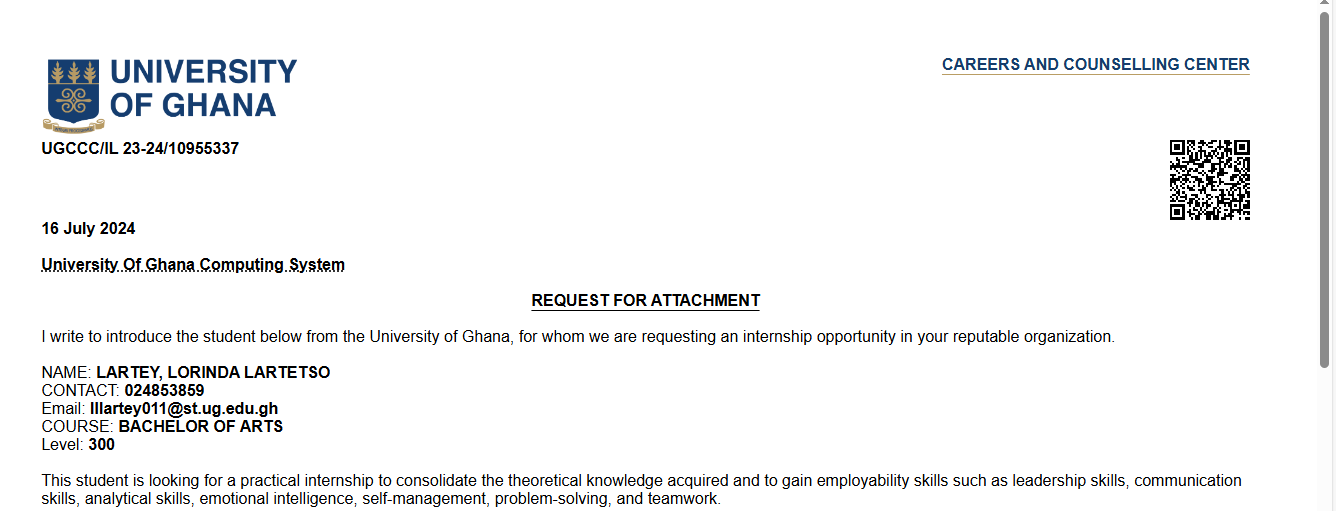 UNIVERSITY
OF GHANA
CAREERS AND COUNSELLING CENTER
UGCCC/IL 23-24/10955337
16 July 2024
University Of Ghana Computing System
REQUEST FOR ATTACHMENT
I write to introduce the student below from the University of Ghana, for whom we are requesting an internship opportunity in your reputable organization.
NAME: LARTEY, LORINDA LARTETSO
CONTACT: 024853859
Email: lllartey011@st.ug.edu.gh
COURSE: BACHELOR OF ARTS
Level: 300
This student is looking for a practical internship to consolidate the theoretical knowledge acquired and to gain employability skills such as leadership skills, communication
skills, analytical skills, emotional intelligence, self-management, problem-solving, and teamwork.